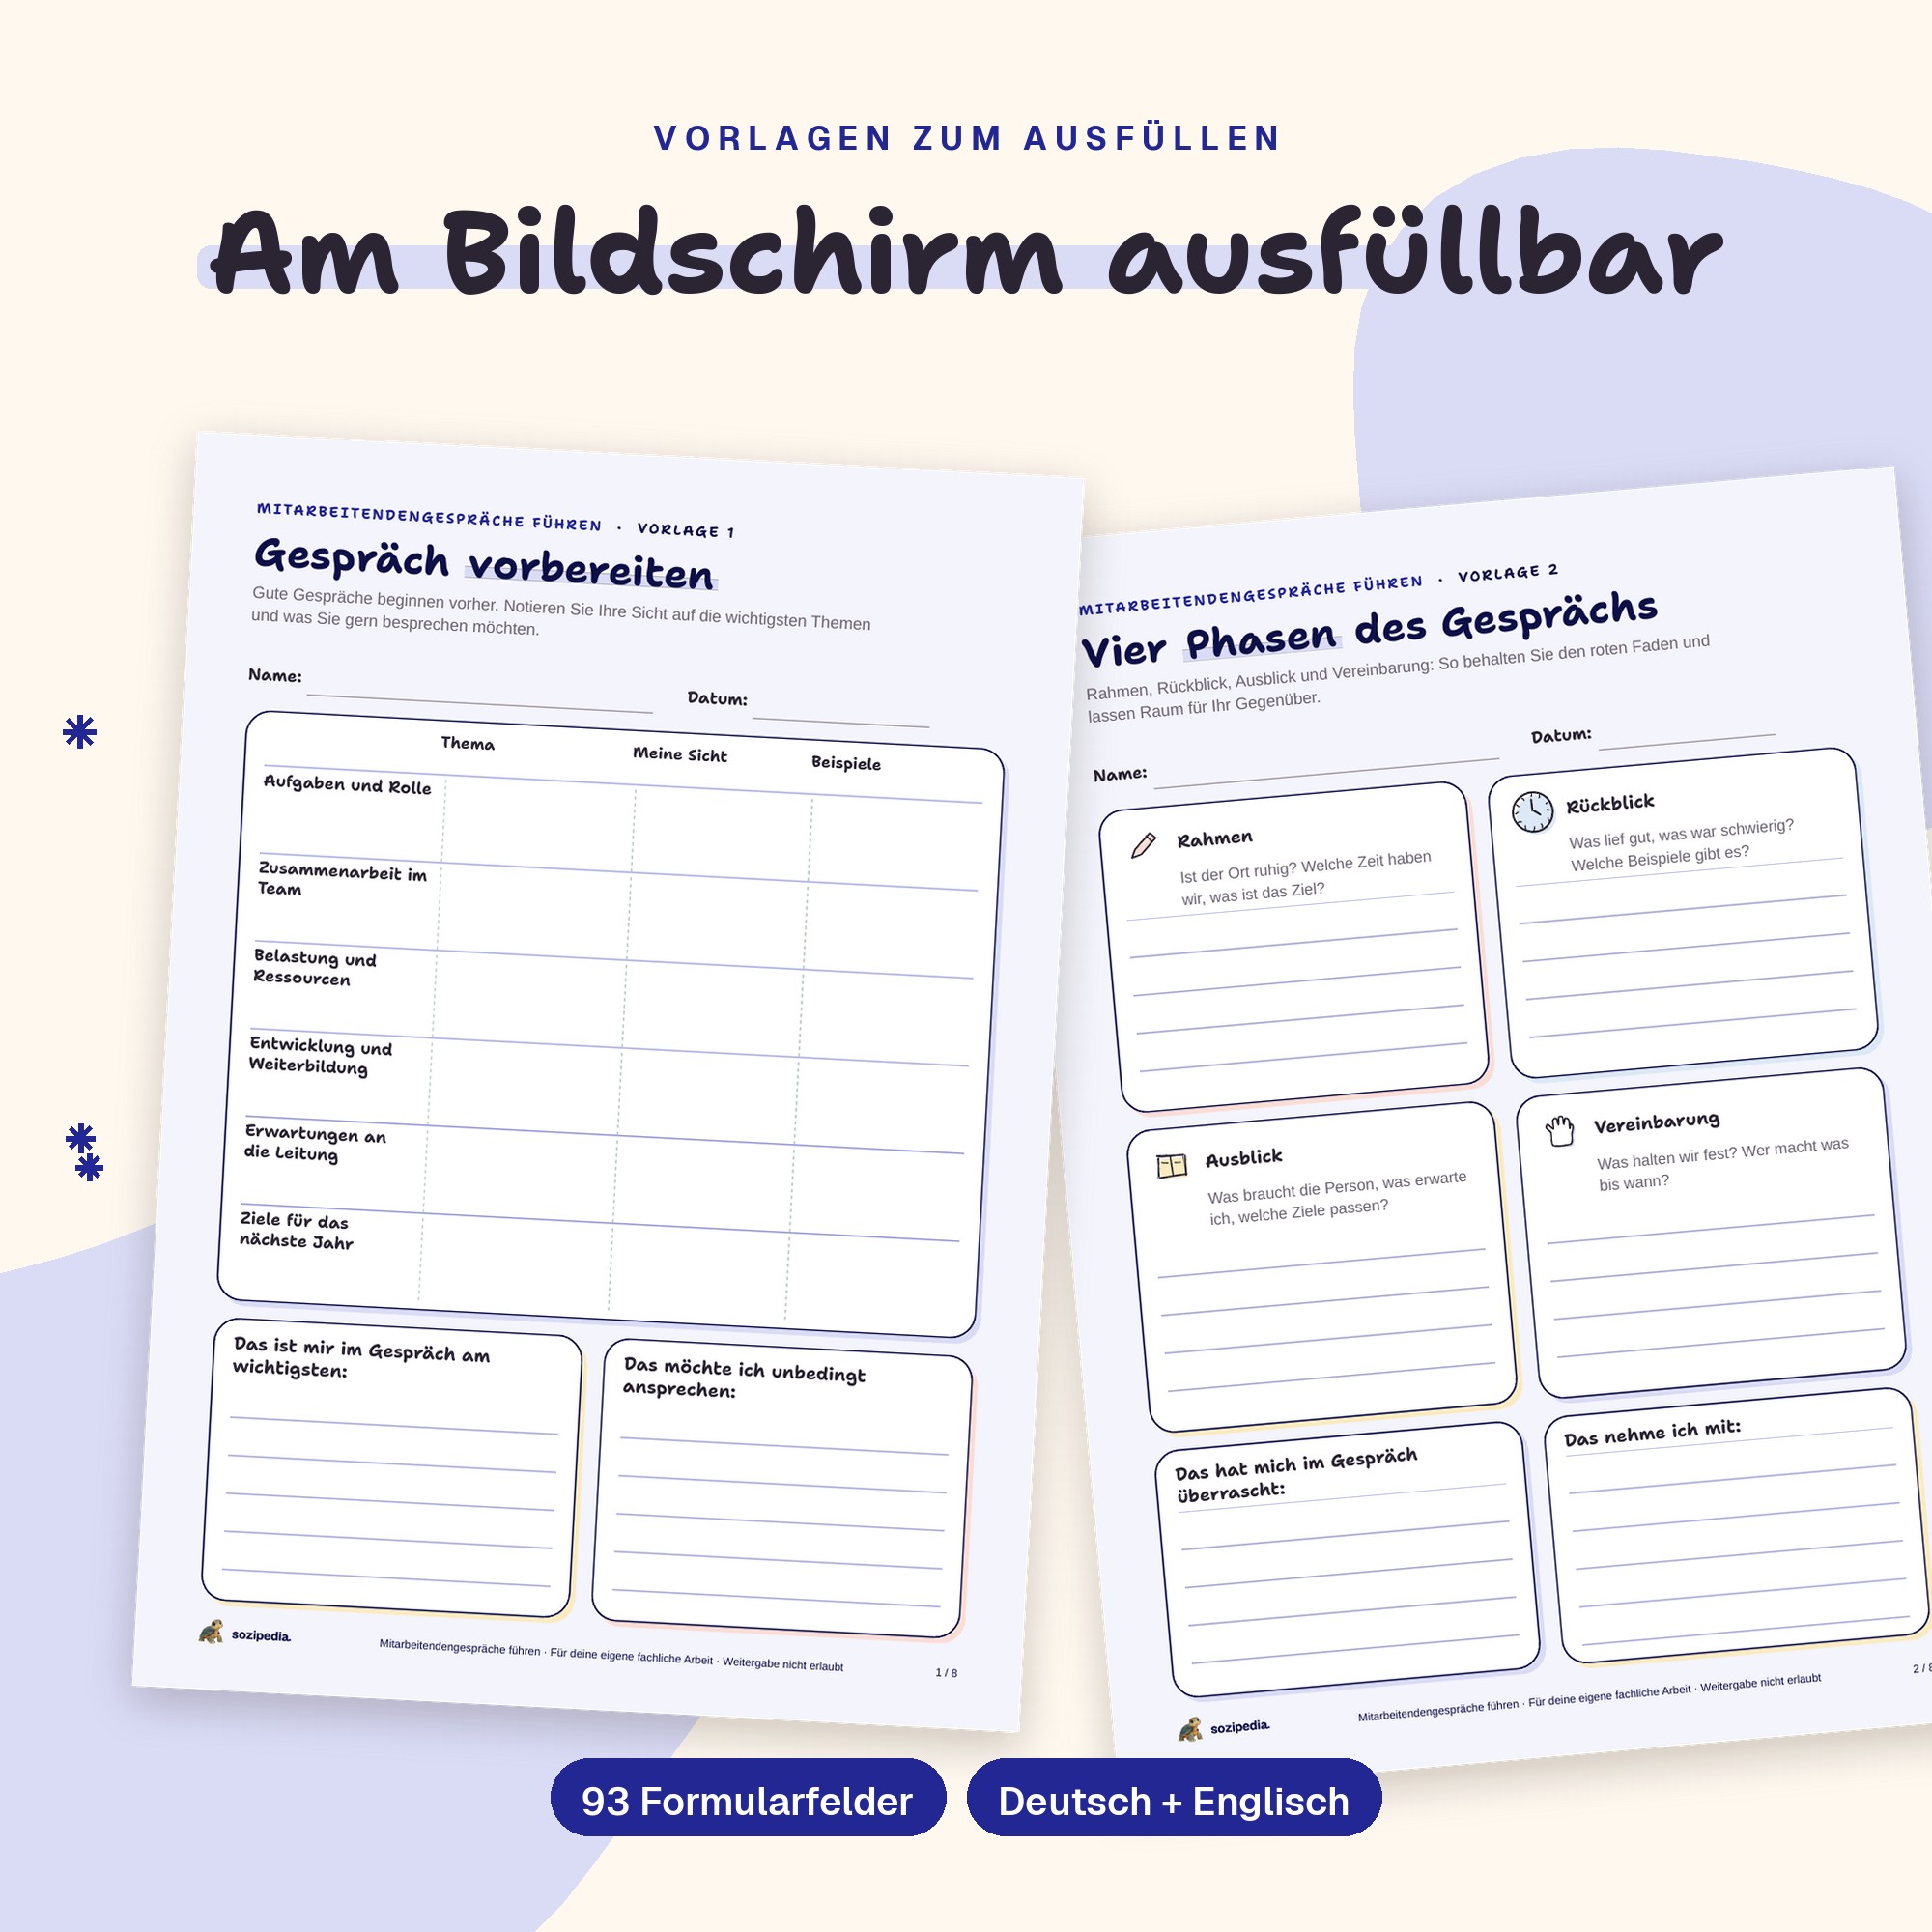 VORLAGEN ZUM AUSFÜLLEN
Am Bildschirm ausfüllbar
MITARBEITENDENGESPRÄCHE FÜHREN · VORLAGE 1
Gespräch vorbereiten
Gute Gespräche beginnen vorher. Notieren Sie Ihre Sicht auf die wichtigsten Themen
und was Sie gern besprechen möchten.
Name:
Datum:
Thema
Meine Sicht
Beispiele
Aufgaben und Rolle
Zusammenarbeit im
Team
Belastung und
Ressourcen
Entwicklung und
Weiterbildung
Erwartungen an
die Leitung
Ziele für das
nächste Jahr
Das ist mir im Gespräch am
wichtigsten:
Das möchte ich unbedingt
ansprechen:
sozipedia.
Mitarbeitendengespräche führen · Für deine eigene fachliche Arbeit · Weitergabe nicht erlaubt
1 / 8
MITARBEITENDENGESPRÄCHE FÜHREN · VORLAGE 2
Vier Phasen des Gesprächs
Rahmen, Rückblick, Ausblick und Vereinbarung: So behalten Sie den roten Faden und
lassen Raum für Ihr Gegenüber.
Name:
Datum:
Rahmen
Ist der Ort ruhig? Welche Zeit haben
wir, was ist das Ziel?
Rückblick
Was lief gut, was war schwierig?
Welche Beispiele gibt es?
Ausblick
Was braucht die Person, was erwarte
ich, welche Ziele passen?
Vereinbarung
Was halten wir fest? Wer macht was
bis wann?
Das hat mich im Gespräch
überrascht:
Das nehme ich mit:
sozipedia.
Mitarbeitendengespräche führen · Für deine eigene fachliche Arbeit · Weitergabe nicht erlaubt
2 / 8
93 Formularfelder
Deutsch + Englisch